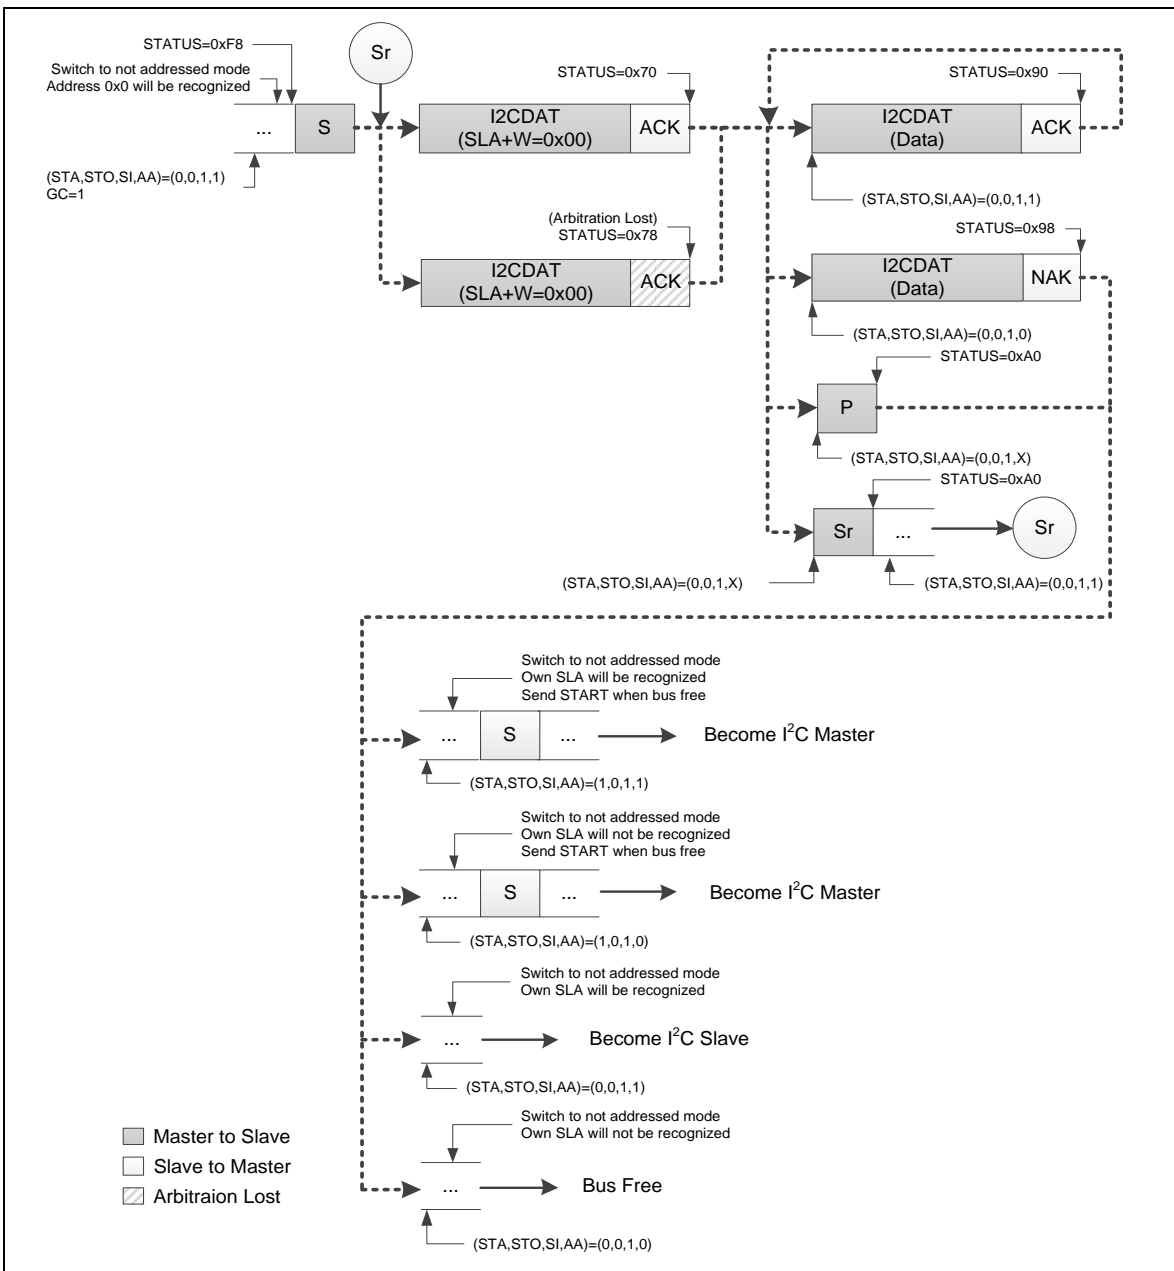 STATUS=0xF8
Switch to not addressed mode
Address 0x0 will be recognized
Sr
STATUS=0x70
STATUS=0x90
...
S
I2CDAT
(SLA+W=0x00)
ACK
I2CDAT
(Data)
ACK
(STA,STO,SI,AA)=(0,0,1,1)
GC=1
(STA,STO,SI,AA)=(0,0,1,1)
(Arbitration Lost)
STATUS=0x78
STATUS=0x98
I2CDAT
(SLA+W=0x00)
ACK
I2CDAT
(Data)
NAK
(STA,STO,SI,AA)=(0,0,1,0)
STATUS=0xA0
P
(STA,STO,SI,AA)=(0,0,1,X)
STATUS=0xA0
Sr
...
Sr
(STA,STO,SI,AA)=(0,0,1,X)
(STA,STO,SI,AA)=(0,0,1,1)
Switch to not addressed mode
Own SLA will be recognized
Send START when bus free
...
S
...
Become I²C Master
(STA,STO,SI,AA)=(1,0,1,1)
Switch to not addressed mode
Own SLA will not be recognized
Send START when bus free
...
S
...
Become I²C Master
(STA,STO,SI,AA)=(1,0,1,0)
Switch to not addressed mode
Own SLA will be recognized
...
Become I²C Slave
(STA,STO,SI,AA)=(0,0,1,1)
Switch to not addressed mode
Own SLA will not be recognized
...
Bus Free
(STA,STO,SI,AA)=(0,0,1,0)
Master to Slave
Slave to Master
Arbitraion Lost